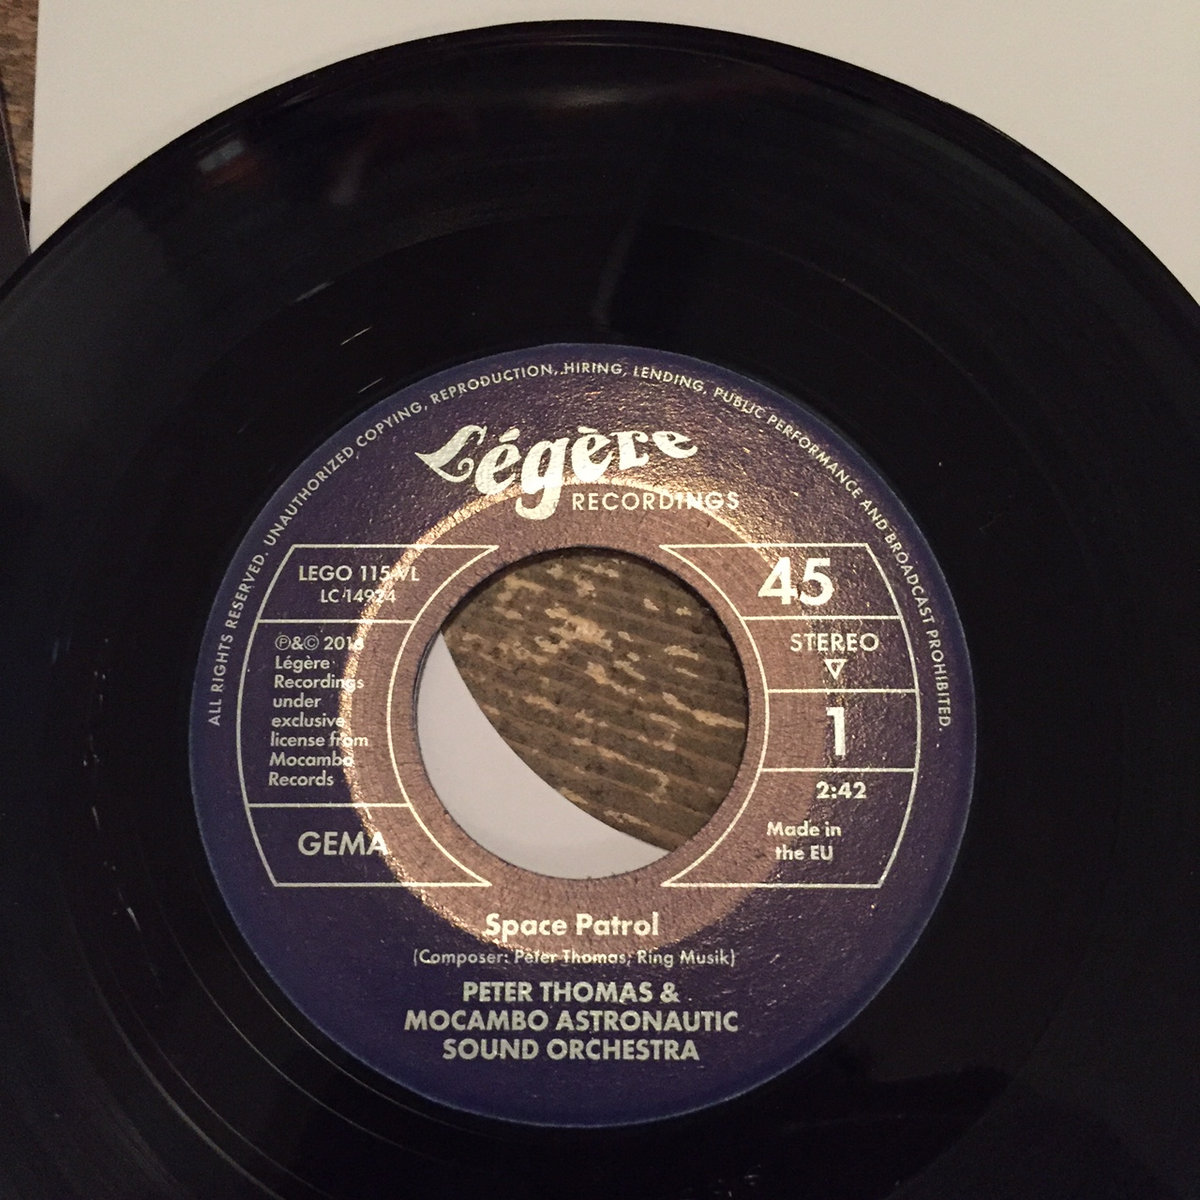 ALL RIGHTS RESERVED. UNAUTHORIZED COPYING, REPRODUCTION, HIRING, LENDING, PUBLIC PERFORMANCE AND BROADCAST PROHIBITED.
Légère
RECORDINGS
LEGO 115-VL
LC 14924
℗&©
Légère
Recordings
under
exclusive
license from
Mocambo
Records
GEMA
45
STEREO
1
2:42
Made in
the EU
Space Patrol
(Composer: Peter Thomas, Ring Musik)
PETER THOMAS &
MOCAMBO ASTRONAUTIC
SOUND ORCHESTRA